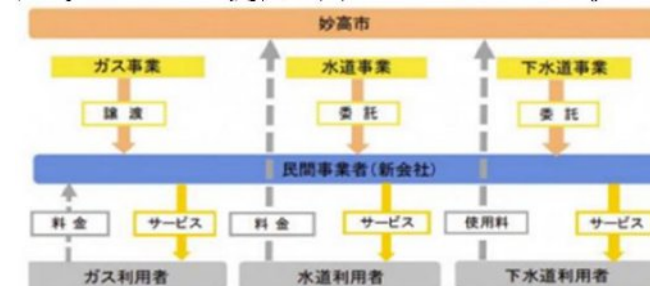 妙高市
ガス事業
水道事業
下水道事業
譲渡
委託
委託
民間事業者(新会社)
料金
サービス
料金
サービス
使用料
サービス
ガス利用者
水道利用者
下水道利用者